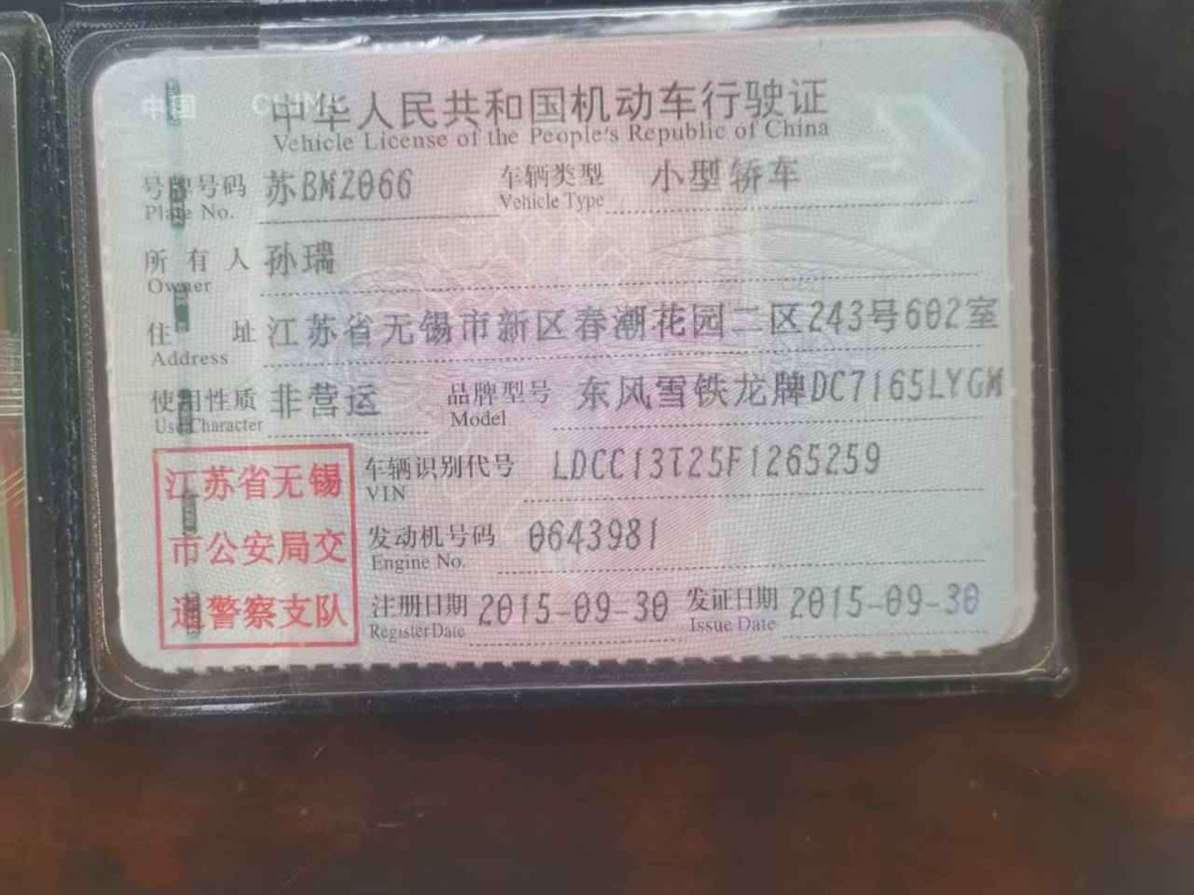 中国 CHINA
中华人民共和国机动车行驶证
Vehicle License of the People's Republic of China
号牌号码 苏BM2066 车辆类型 小型轿车
Plate No. Vehicle Type
所有人 孙瑞
Owner
住址 江苏省无锡市新区春潮花园二区243号602室
Address
使用性质 非营运 品牌型号 东风雪铁龙牌DC7165LYGM
Use Character Model
江苏省无锡 车辆识别代号 LDCC13T25F1265259
VIN
市公安局交 发动机号码 0643981
Engine No.
通警察支队 注册日期 2015-09-30 发证日期 2015-09-30
Register Date Issue Date